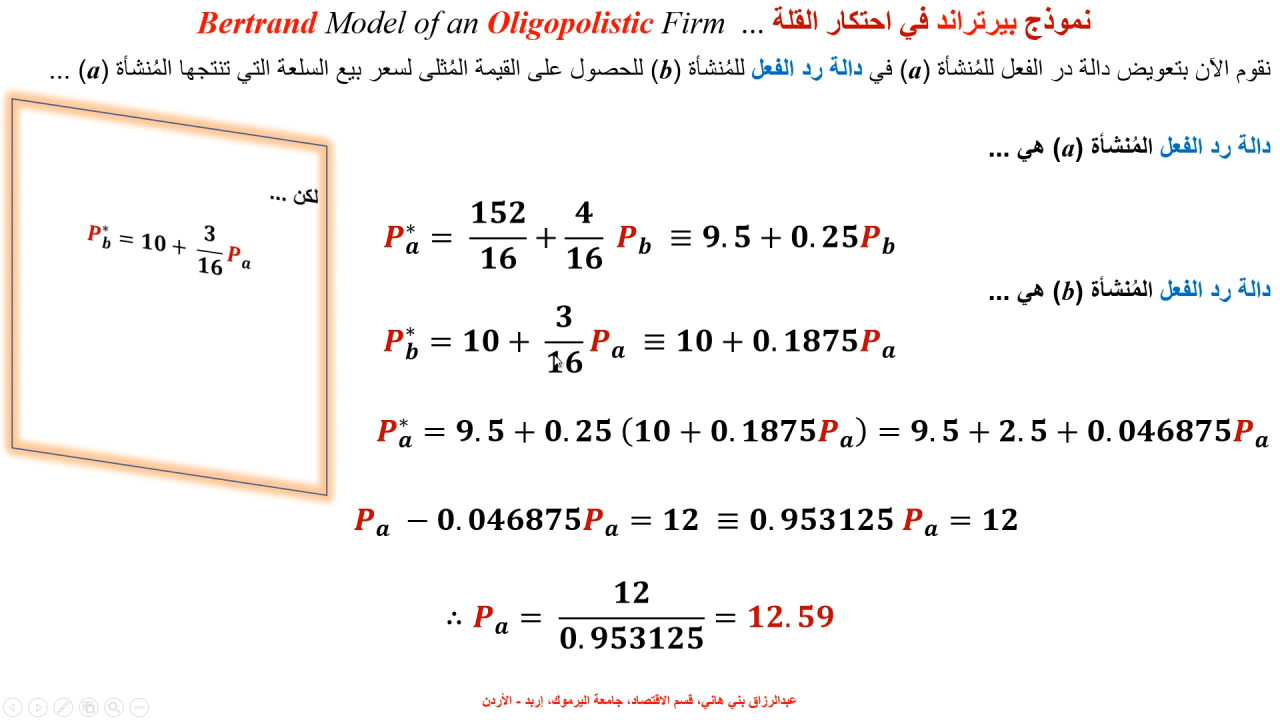 نموذج بيرتراند في احتكار القلة ... Bertrand Model of an Oligopolistic Firm
نقوم الآن بتعويض دالة در الفعل للمُنشأة (a) في دالة رد الفعل للمُنشأة (b) للحصول على القيمة المُثلى لسعر بيع السلعة التي تنتجها المُنشأة (a) ...
دالة رد الفعل المُنشأة (a) هي ...
P*a = 152/16 + 4/16 Pb ≡ 9.5 + 0.25Pb
دالة رد الفعل المُنشأة (b) هي ...
P*b = 10 + 3/16 Pa ≡ 10 + 0.1875Pa
لكن ...
P*b = 10 + 3/16 Pa
P*a = 9.5 + 0.25 (10 + 0.1875Pa) = 9.5 + 2.5 + 0.046875Pa
Pa − 0.046875Pa = 12 ≡ 0.953125 Pa = 12
∴ Pa = 12/0.953125 = 12.59
عبدالرزاق بني هاني، قسم الاقتصاد، جامعة اليرموك، إربد - الأردن